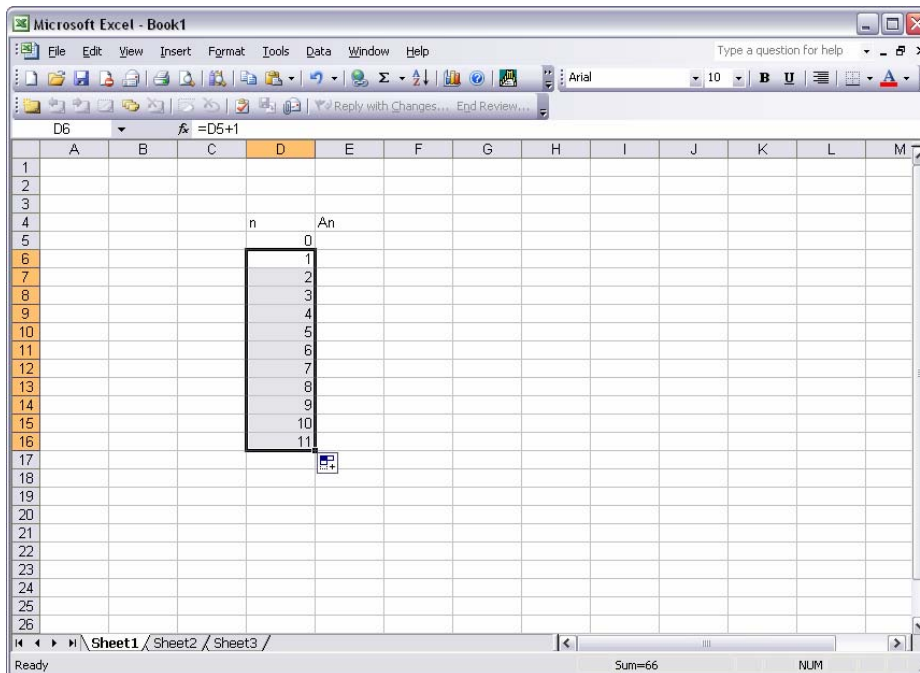 Microsoft Excel - Book1
File Edit View Insert Format Tools Data Window Help Type a question for help
Arial 10 B U A
Reply with Changes... End Review...
D6 fx =D5+1
A B C D E F G H I J K L M
1
2
3
4 n An
5 0
6 1
7 2
8 3
9 4
10 5
11 6
12 7
13 8
14 9
15 10
16 11
17
18
19
20
21
22
23
24
25
26
Sheet1 Sheet2 Sheet3
Ready Sum=66 NUM